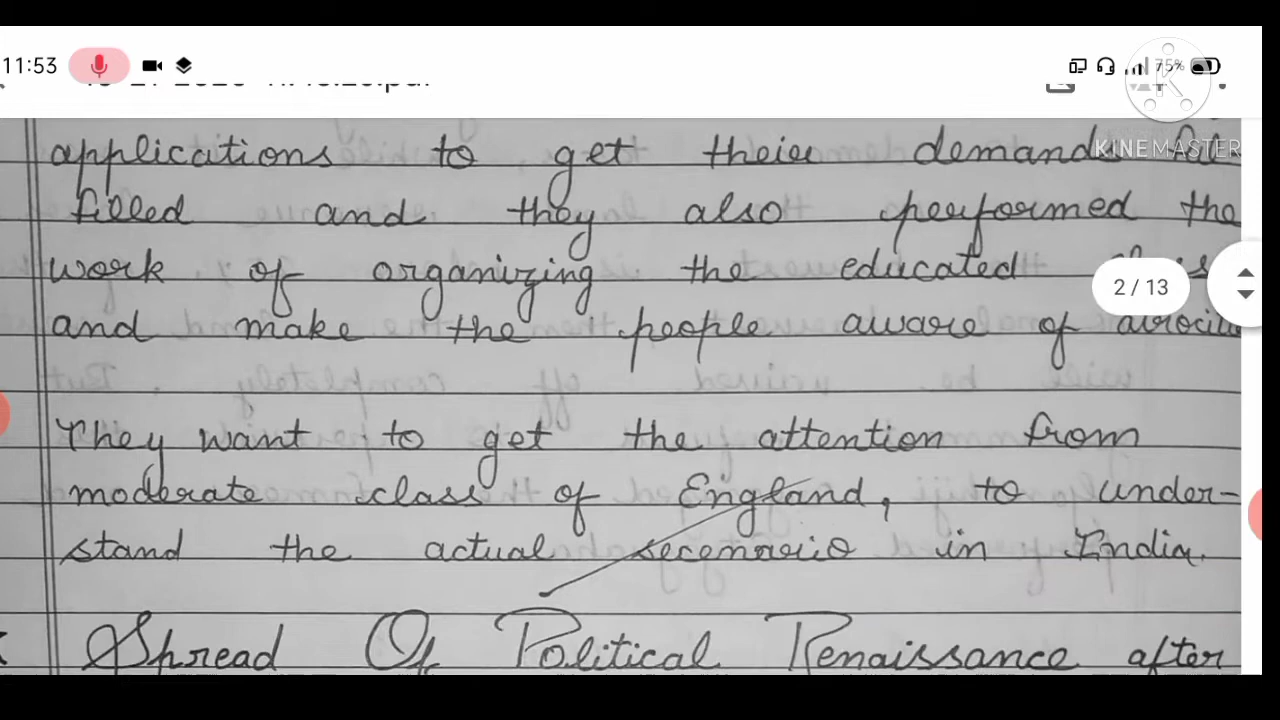 11:53 75%
KINEMASTER
applications to get their demands ful
filled and they also performed the
work of organizing the educated
2 / 13
and make the people aware of
They want to get the attention from
moderate class of England, to under-
stand the actual secenario in India.
Spread Of Political Renaissance after